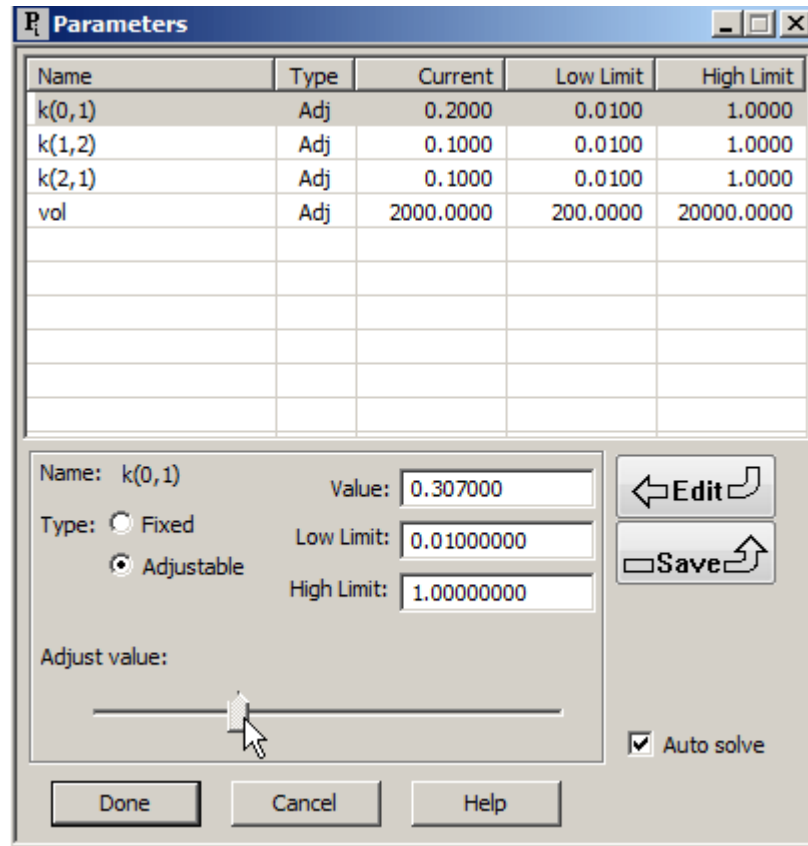 Pi Parameters
Name Type Current Low Limit High Limit
k(0,1) Adj 0.2000 0.0100 1.0000
k(1,2) Adj 0.1000 0.0100 1.0000
k(2,1) Adj 0.1000 0.0100 1.0000
vol Adj 2000.0000 200.0000 20000.0000
Name: k(0,1)
Value: 0.307000
Type: Fixed
Low Limit: 0.01000000
Adjustable
High Limit: 1.00000000
Edit
Save
Adjust value:
Auto solve
Done Cancel Help